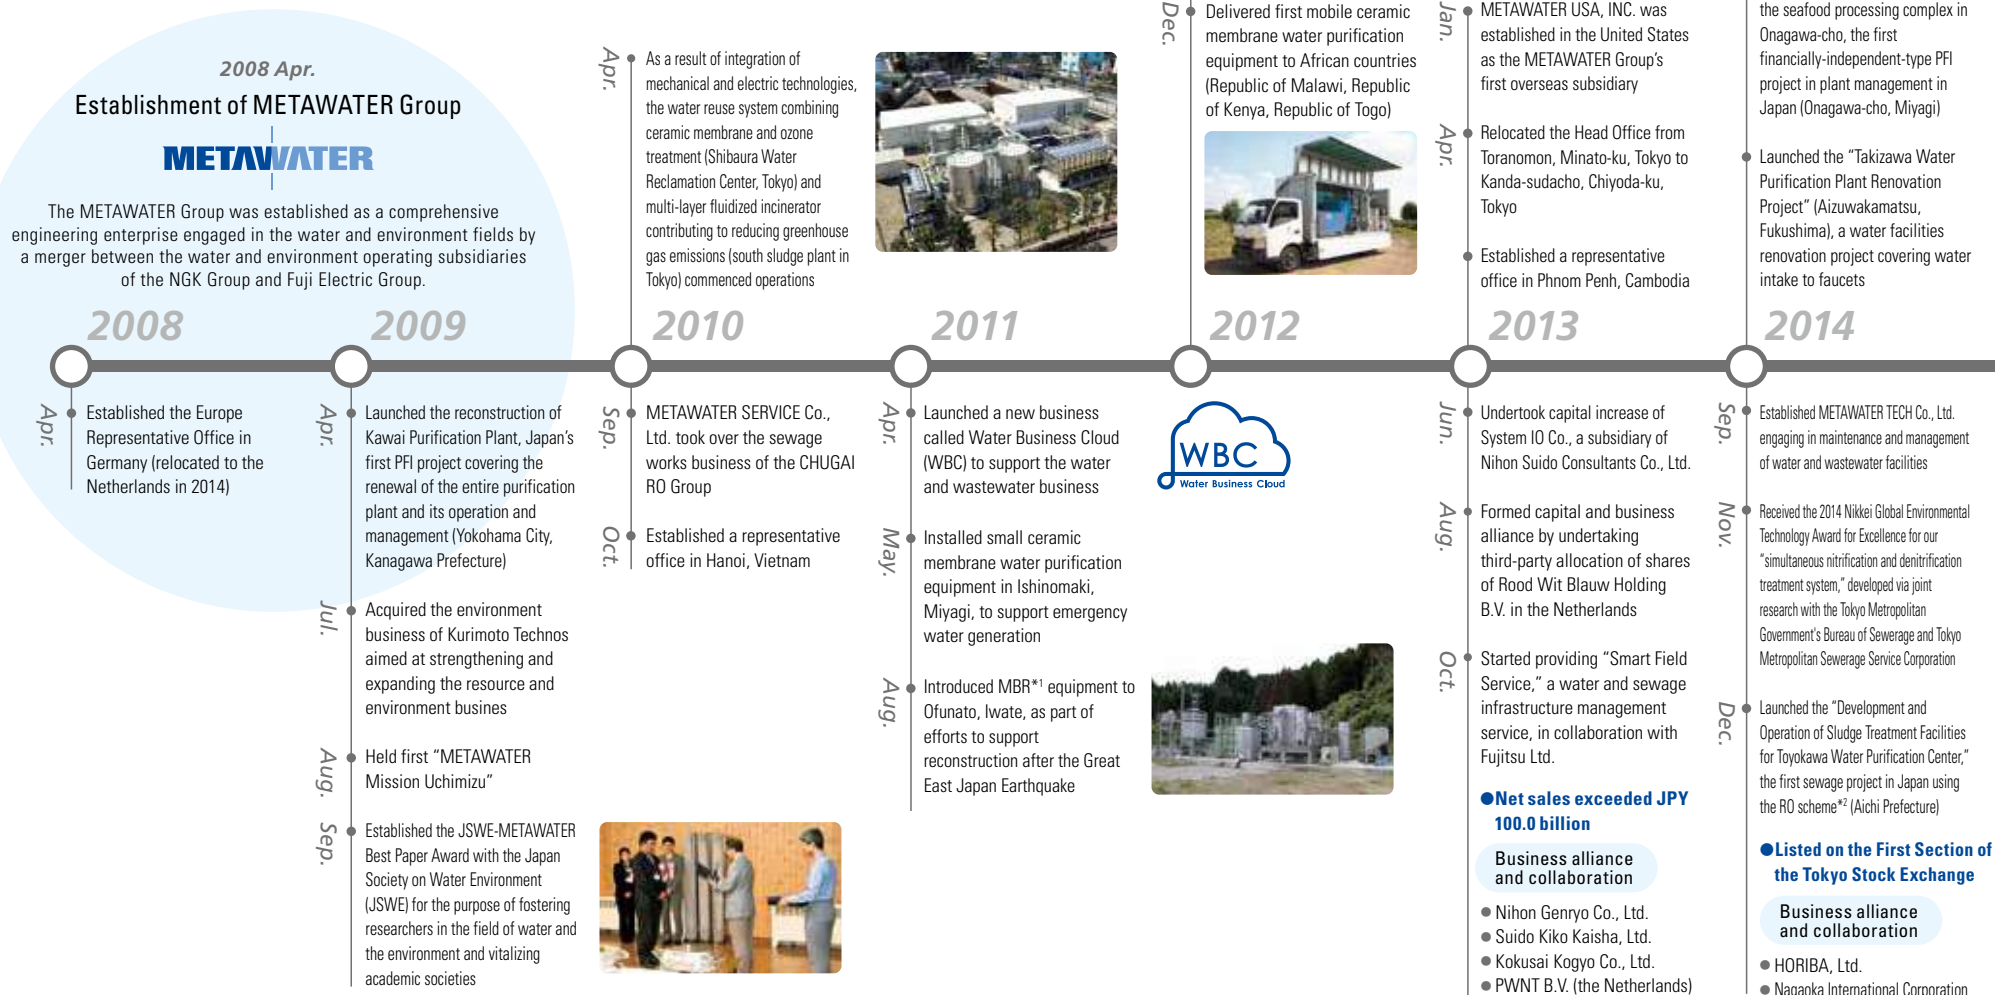 2008 Apr.
Establishment of METAWATER Group
METAWATER
The METAWATER Group was established as a comprehensive
engineering enterprise engaged in the water and environment fields by
a merger between the water and environment operating subsidiaries
of the NGK Group and Fuji Electric Group.
2008
Apr.
Established the Europe
Representative Office in
Germany (relocated to the
Netherlands in 2014)
2009
Apr.
Launched the reconstruction of
Kawai Purification Plant, Japan's
first PFI project covering the
renewal of the entire purification
plant and its operation and
management (Yokohama City,
Kanagawa Prefecture)
Jul.
Acquired the environment
business of Kurimoto Technos
aimed at strengthening and
expanding the resource and
environment busines
Aug.
Held first “METAWATER
Mission Uchimizu”
Sep.
Established the JSWE-METAWATER
Best Paper Award with the Japan
Society on Water Environment
(JSWE) for the purpose of fostering
researchers in the field of water and
the environment and vitalizing
academic societies
Apr.
As a result of integration of
mechanical and electric technologies,
the water reuse system combining
ceramic membrane and ozone
treatment (Shibaura Water
Reclamation Center, Tokyo) and
multi-layer fluidized incinerator
contributing to reducing greenhouse
gas emissions (south sludge plant in
Tokyo) commenced operations
2010
Sep.
METAWATER SERVICE Co.,
Ltd. took over the sewage
works business of the CHUGAI
RO Group
Oct.
Established a representative
office in Hanoi, Vietnam
2011
Apr.
Launched a new business
called Water Business Cloud
(WBC) to support the water
and wastewater business
May.
Installed small ceramic
membrane water purification
equipment in Ishinomaki,
Miyagi, to support emergency
water generation
Aug.
Introduced MBR*1 equipment to
Ofunato, Iwate, as part of
efforts to support
reconstruction after the Great
East Japan Earthquake
Dec.
Delivered first mobile ceramic
membrane water purification
equipment to African countries
(Republic of Malawi, Republic
of Kenya, Republic of Togo)
2012
WBC
Water Business Cloud
Jan.
METAWATER USA, INC. was
established in the United States
as the METAWATER Group's
first overseas subsidiary
Apr.
Relocated the Head Office from
Toranomon, Minato-ku, Tokyo to
Kanda-sudacho, Chiyoda-ku,
Tokyo
Established a representative
office in Phnom Penh, Cambodia
2013
Jun.
Undertook capital increase of
System IO Co., a subsidiary of
Nihon Suido Consultants Co., Ltd.
Aug.
Formed capital and business
alliance by undertaking
third-party allocation of shares
of Rood Wit Blauw Holding
B.V. in the Netherlands
Oct.
Started providing “Smart Field
Service,” a water and sewage
infrastructure management
service, in collaboration with
Fujitsu Ltd.
●Net sales exceeded JPY
100.0 billion
Business alliance
and collaboration
● Nihon Genryo Co., Ltd.
● Suido Kiko Kaisha, Ltd.
● Kokusai Kogyo Co., Ltd.
● PWNT B.V. (the Netherlands)
the seafood processing complex in
Onagawa-cho, the first
financially-independent-type PFI
project in plant management in
Japan (Onagawa-cho, Miyagi)
Launched the “Takizawa Water
Purification Plant Renovation
Project” (Aizuwakamatsu,
Fukushima), a water facilities
renovation project covering water
intake to faucets
2014
Sep.
Established METAWATER TECH Co., Ltd.
engaging in maintenance and management
of water and wastewater facilities
Nov.
Received the 2014 Nikkei Global Environmental
Technology Award for Excellence for our
“simultaneous nitrification and denitrification
treatment system,” developed via joint
research with the Tokyo Metropolitan
Government's Bureau of Sewerage and Tokyo
Metropolitan Sewerage Service Corporation
Dec.
Launched the “Development and
Operation of Sludge Treatment Facilities
for Toyokawa Water Purification Center,”
the first sewage project in Japan using
the RO scheme*2 (Aichi Prefecture)
●Listed on the First Section of
the Tokyo Stock Exchange
Business alliance
and collaboration
● HORIBA, Ltd.
● Nagaoka International Corporation